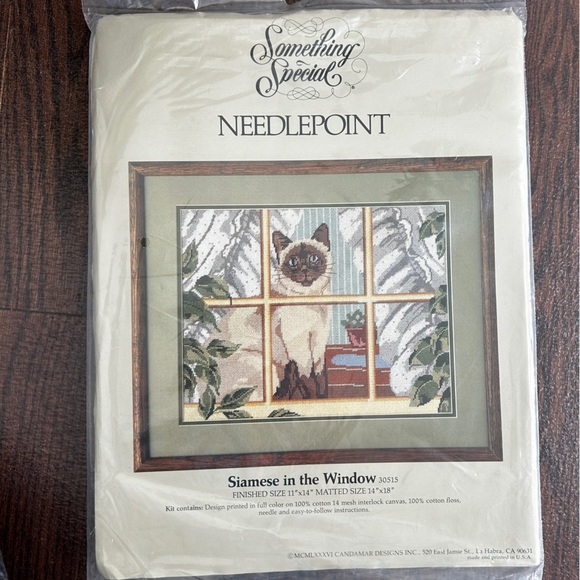 Something
Special®
NEEDLEPOINT
Siamese in the Window 30515
FINISHED SIZE 11"x14" MATTED SIZE 14"x18"
Kit contains: Design printed in full color on 100% cotton 14 mesh interlock canvas, 100% cotton floss,
needle and easy-to-follow instructions.
©MCMLXXXVI CANDAMAR DESIGNS INC., 520 East Jamie St., La Habra, CA 90631
made and printed in U.S.A.